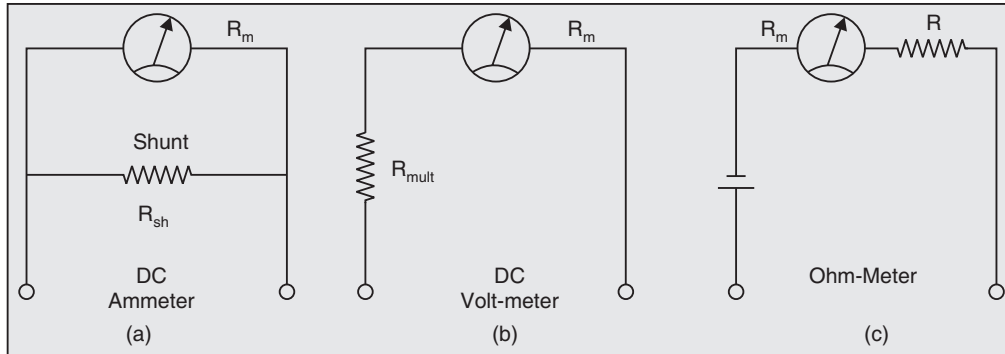 R_m
Shunt
R_sh
DC
Ammeter
(a)
R_m
R_mult
DC
Volt-meter
(b)
R_m
R
Ohm-Meter
(c)